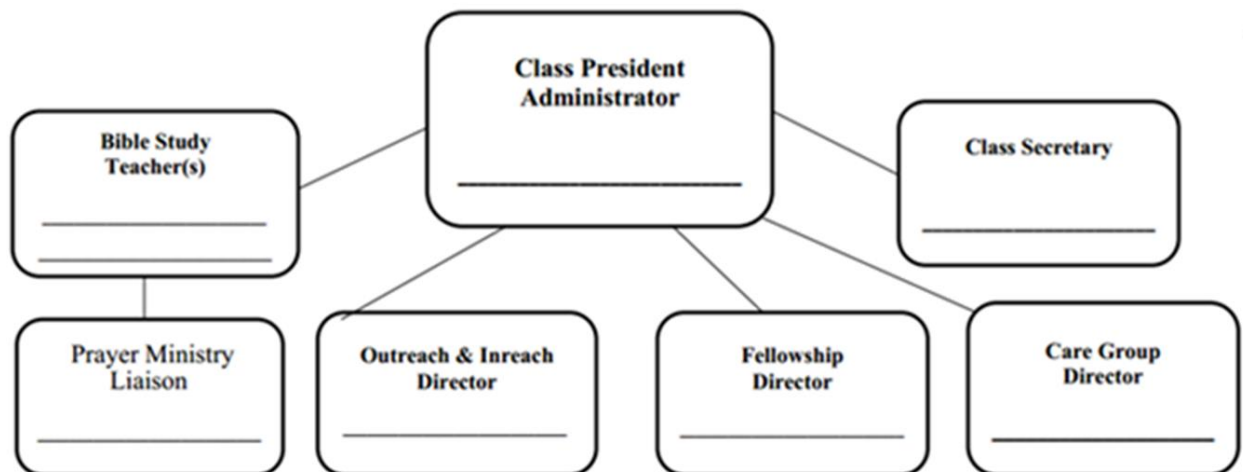 Class President
Administrator
Bible Study
Teacher(s)
Class Secretary
Prayer Ministry
Liaison
Outreach & Inreach
Director
Fellowship
Director
Care Group
Director